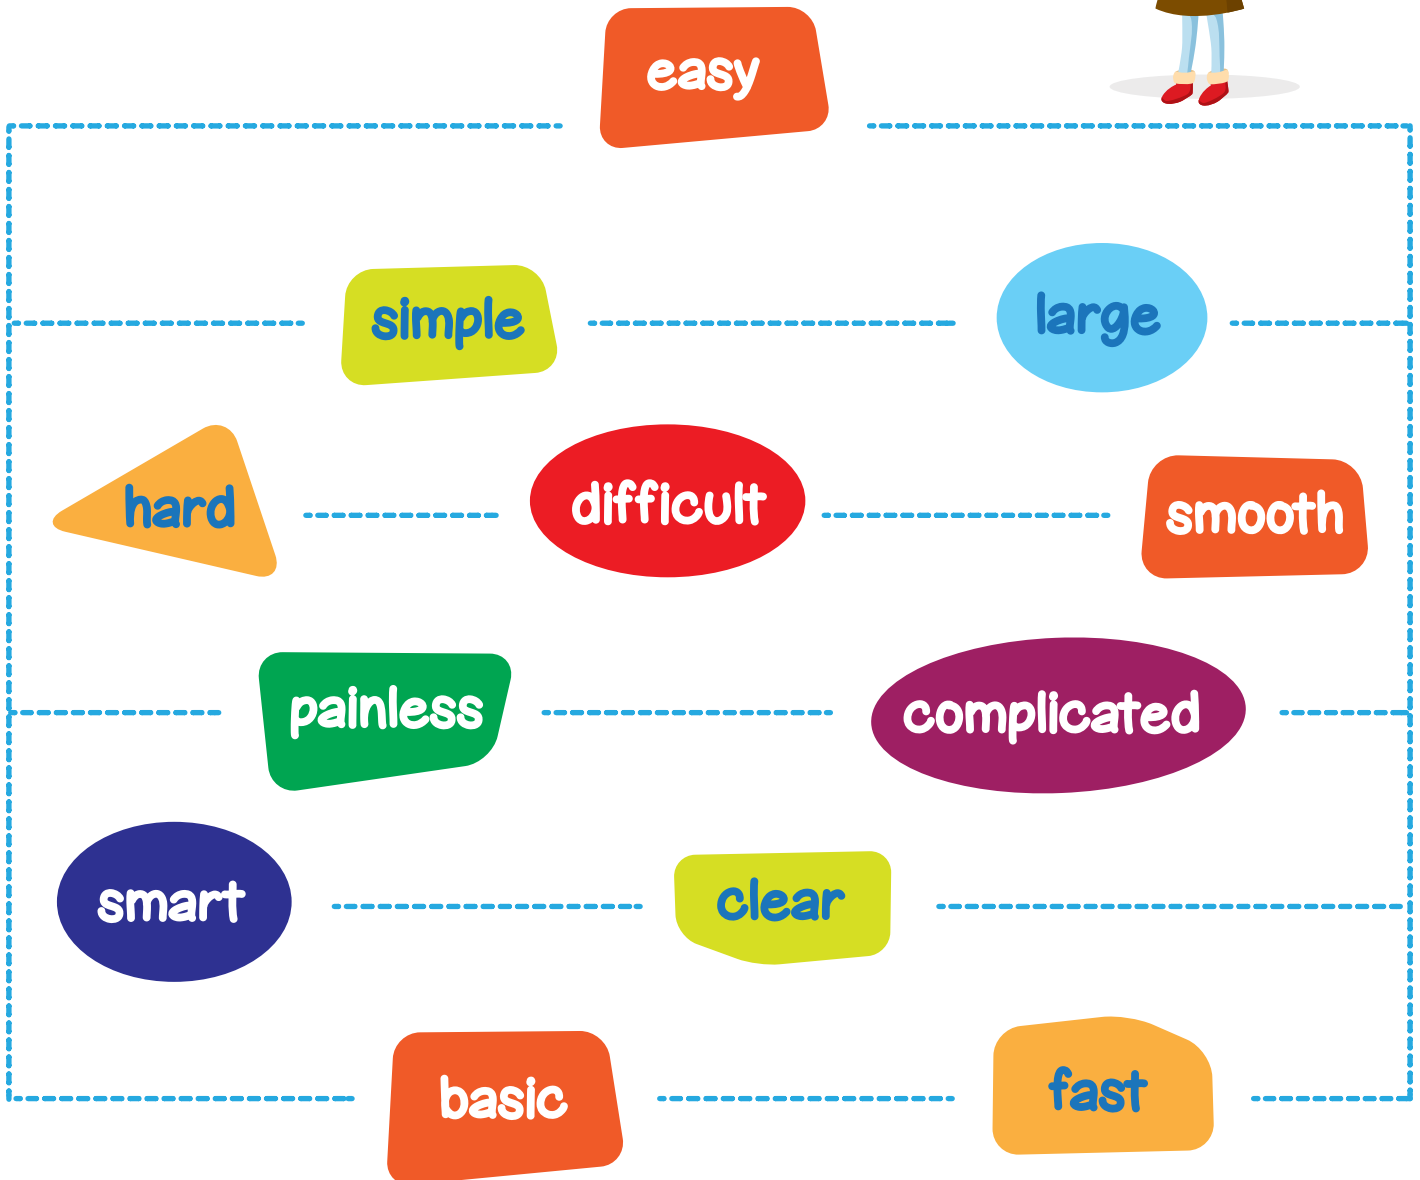 easy
simple
large
hard
difficult
smooth
painless
complicated
smart
clear
basic
fast